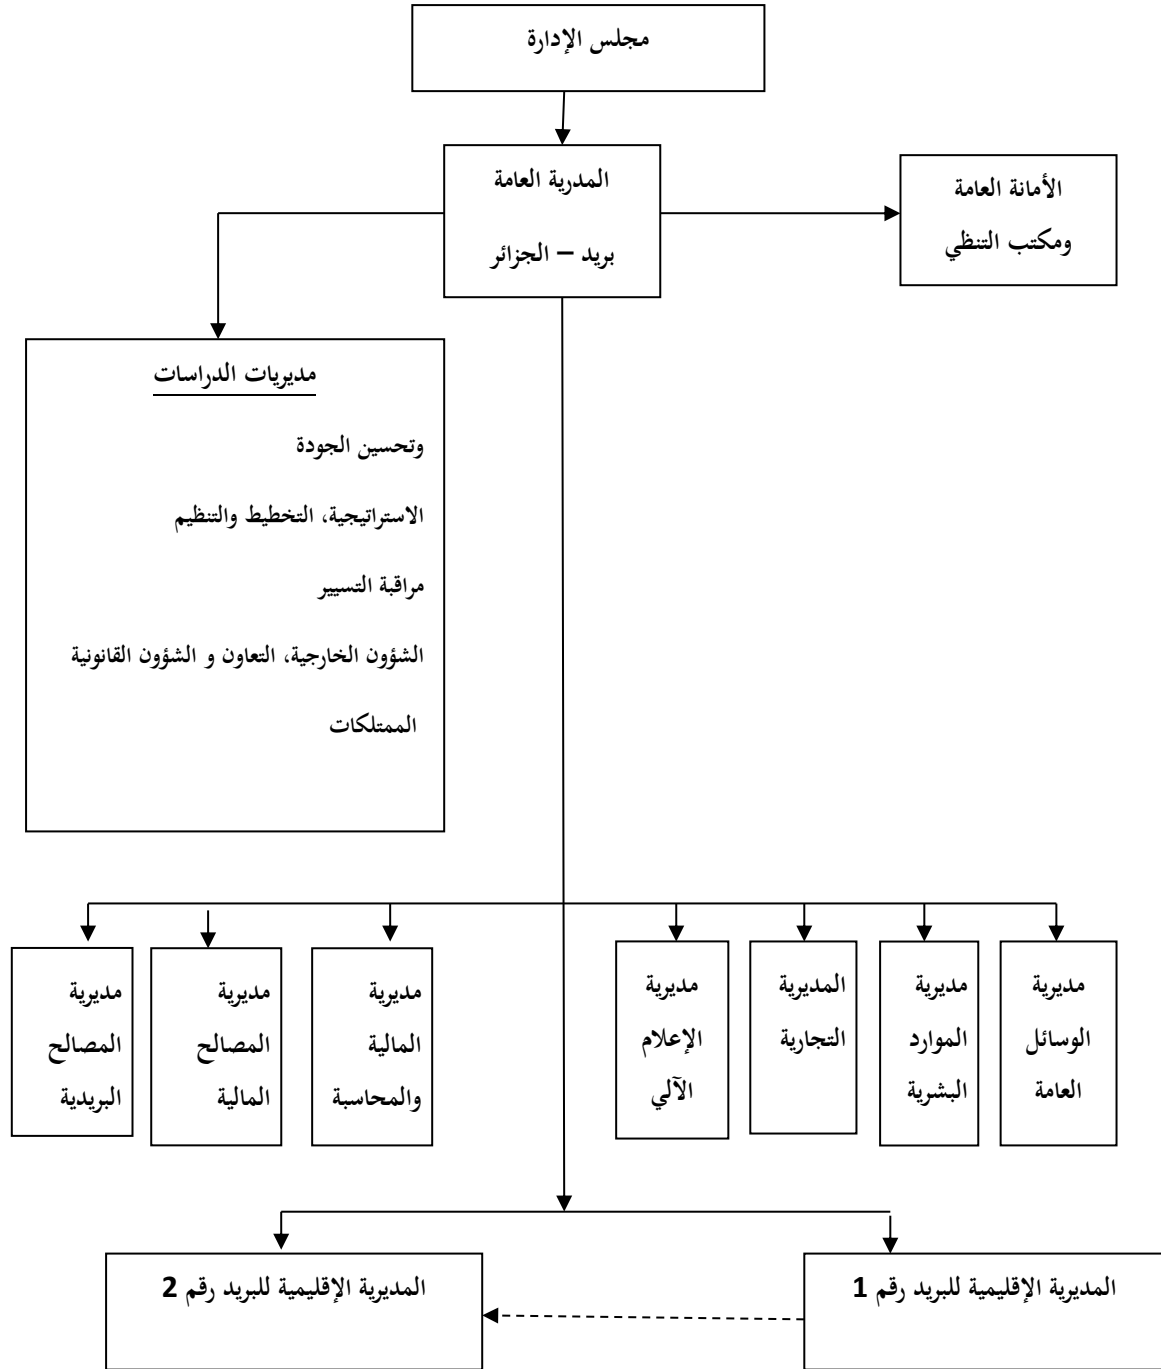 مجلس الإدارة
المدرية العامة
بريد – الجزائر
الأمانة العامة
ومكتب التنظي
مديريات الدراسات
وتحسين الجودة
الاستراتيجية، التخطيط والتنظيم
مراقبة التسيير
الشؤون الخارجية، التعاون و الشؤون القانونية
الممتلكات
مديرية
الوسائل
العامة
مديرية
الموارد
البشرية
المديرية
التجارية
مديرية
الإعلام
الآلي
مديرية
المالية
والمحاسبة
مديرية
المصالح
المالية
مديرية
المصالح
البريدية
المديرية الإقليمية للبريد رقم 1
المديرية الإقليمية للبريد رقم 2